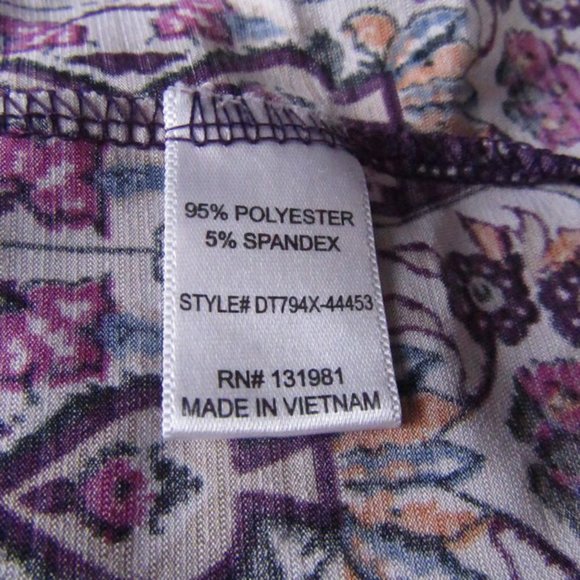 95% POLYESTER
5% SPANDEX
STYLE# DT794X-44453
RN# 131981
MADE IN VIETNAM